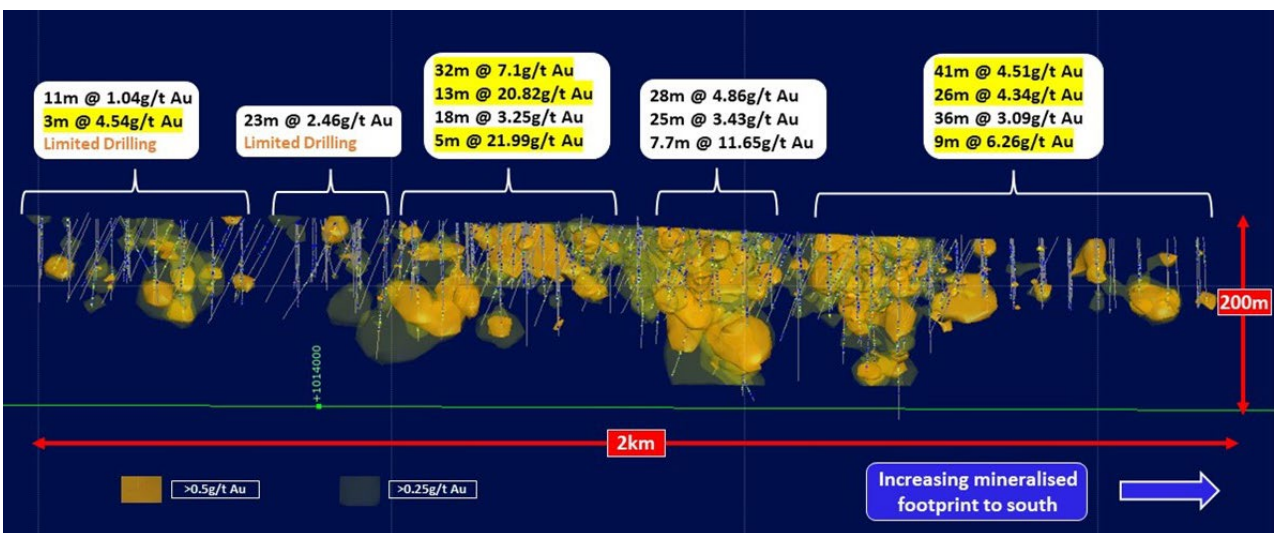 11m @ 1.04g/t Au
3m @ 4.54g/t Au
Limited Drilling
23m @ 2.46g/t Au
Limited Drilling
32m @ 7.1g/t Au
13m @ 20.82g/t Au
18m @ 3.25g/t Au
5m @ 21.99g/t Au
28m @ 4.86g/t Au
25m @ 3.43g/t Au
7.7m @ 11.65g/t Au
41m @ 4.51g/t Au
26m @ 4.34g/t Au
36m @ 3.09g/t Au
9m @ 6.26g/t Au
200m
+1014000
2km
>0.5g/t Au
>0.25g/t Au
Increasing mineralised
footprint to south